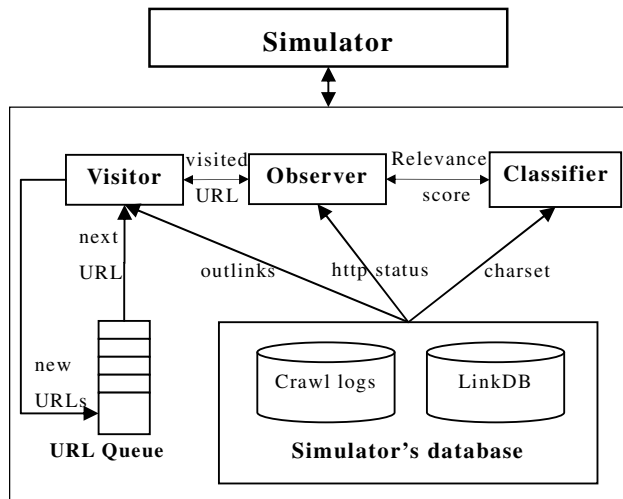 Simulator
visited
Relevance
Visitor
Observer
Classifier
URL
score
next
URL
outlinks
http status
charset
new
URLs
Crawl logs
LinkDB
URL Queue
Simulator's database